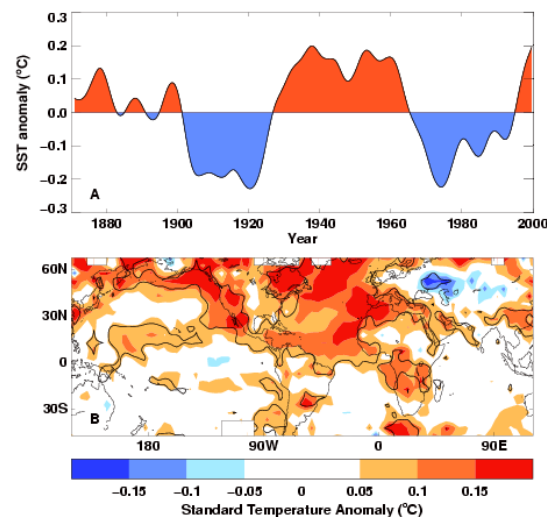 0.3
0.2
0.1
0.0
−0.1
−0.2
−0.3
SST anomaly (°C)
A
1880 1900 1920 1940 1960 1980 2000
Year
60N
30N
0
30S
B
180 90W 0 90E
−0.15 −0.1 −0.05 0 0.05 0.1 0.15
Standard Temperature Anomaly (°C)